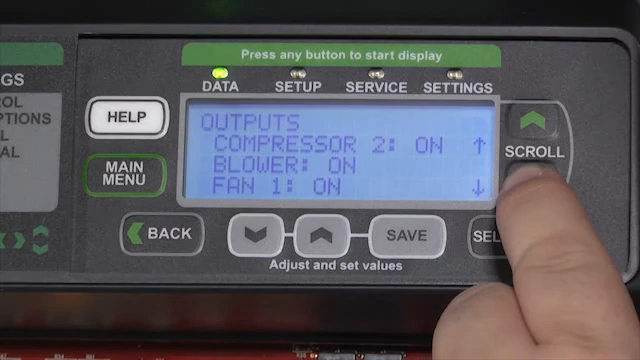 Press any button to start display
GS
DATA SETUP SERVICE SETTINGS
HELP
MAIN
MENU
OUTPUTS
COMPRESSOR 2: ON ↑
BLOWER: ON
FAN 1: ON ↓
SCROLL
BACK
SAVE
SEL
Adjust and set values